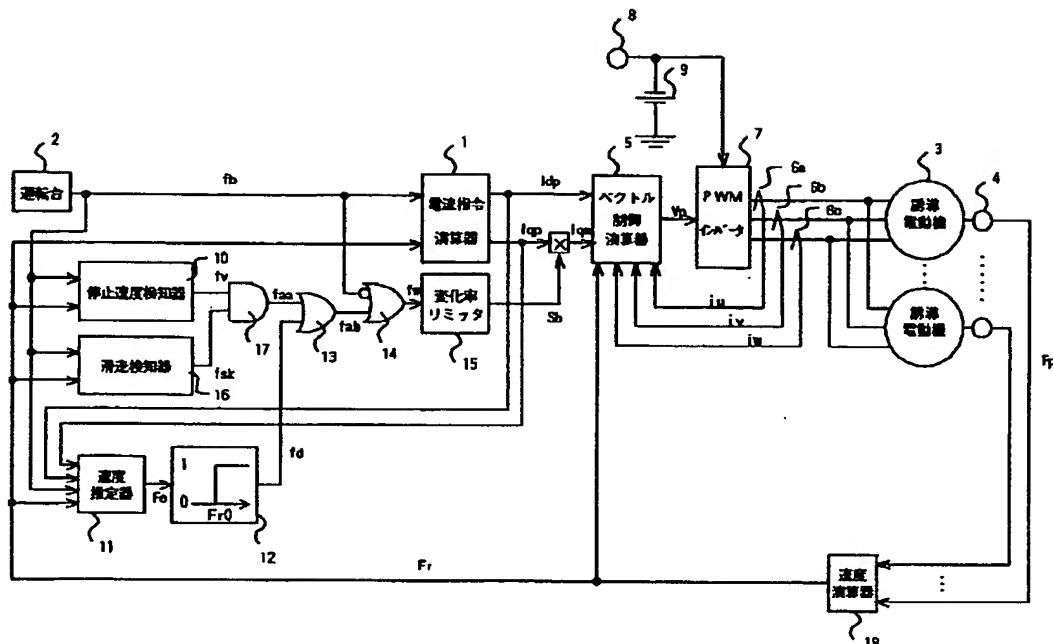 8
9
2
運転台
fb
1
電流指令
演算器
Idp
Iqp
5
ベクトル
制御
演算器
Vp
7
PWM
インバータ
6a
6b
6c
3
誘導
電動機
4
10
停止速度検知器
fv
faa
17
13
fab
14
fw
変化率
リミッタ
15
Sb
iu
iv
iw
誘導
電動機
Fp
滑走検知器
fsk
16
fd
速度
推定器
11
Fo
1
0
Fr0
12
Fr
速度
演算器